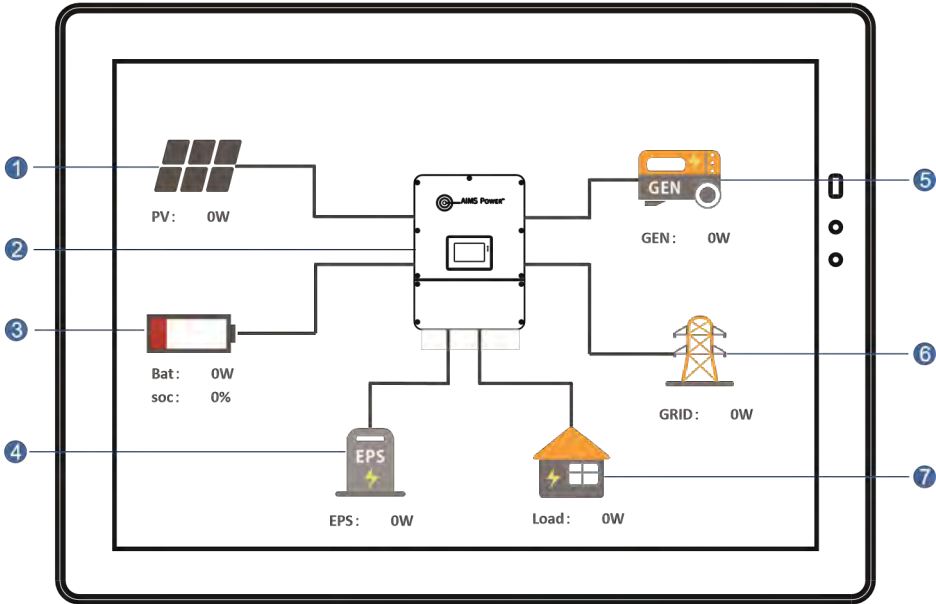 1
PV: 0W
2
AIMS POWER™
3
Bat: 0W
soc: 0%
4
EPS
EPS: 0W
GEN
5
GEN: 0W
6
GRID: 0W
7
Load: 0W